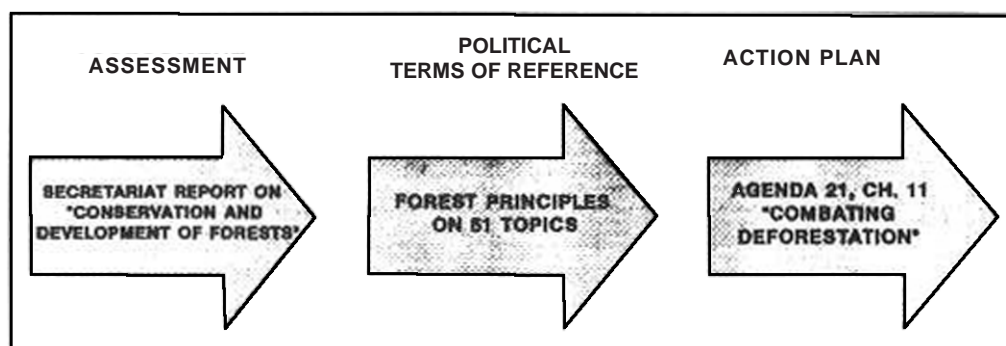 ASSESSMENT
SECRETARIAT REPORT ON
"CONSERVATION AND
DEVELOPMENT OF FORESTS"
POLITICAL
TERMS OF REFERENCE
FOREST PRINCIPLES
ON 51 TOPICS
ACTION PLAN
AGENDA 21, CH. 11
"COMBATING
DEFORESTATION"